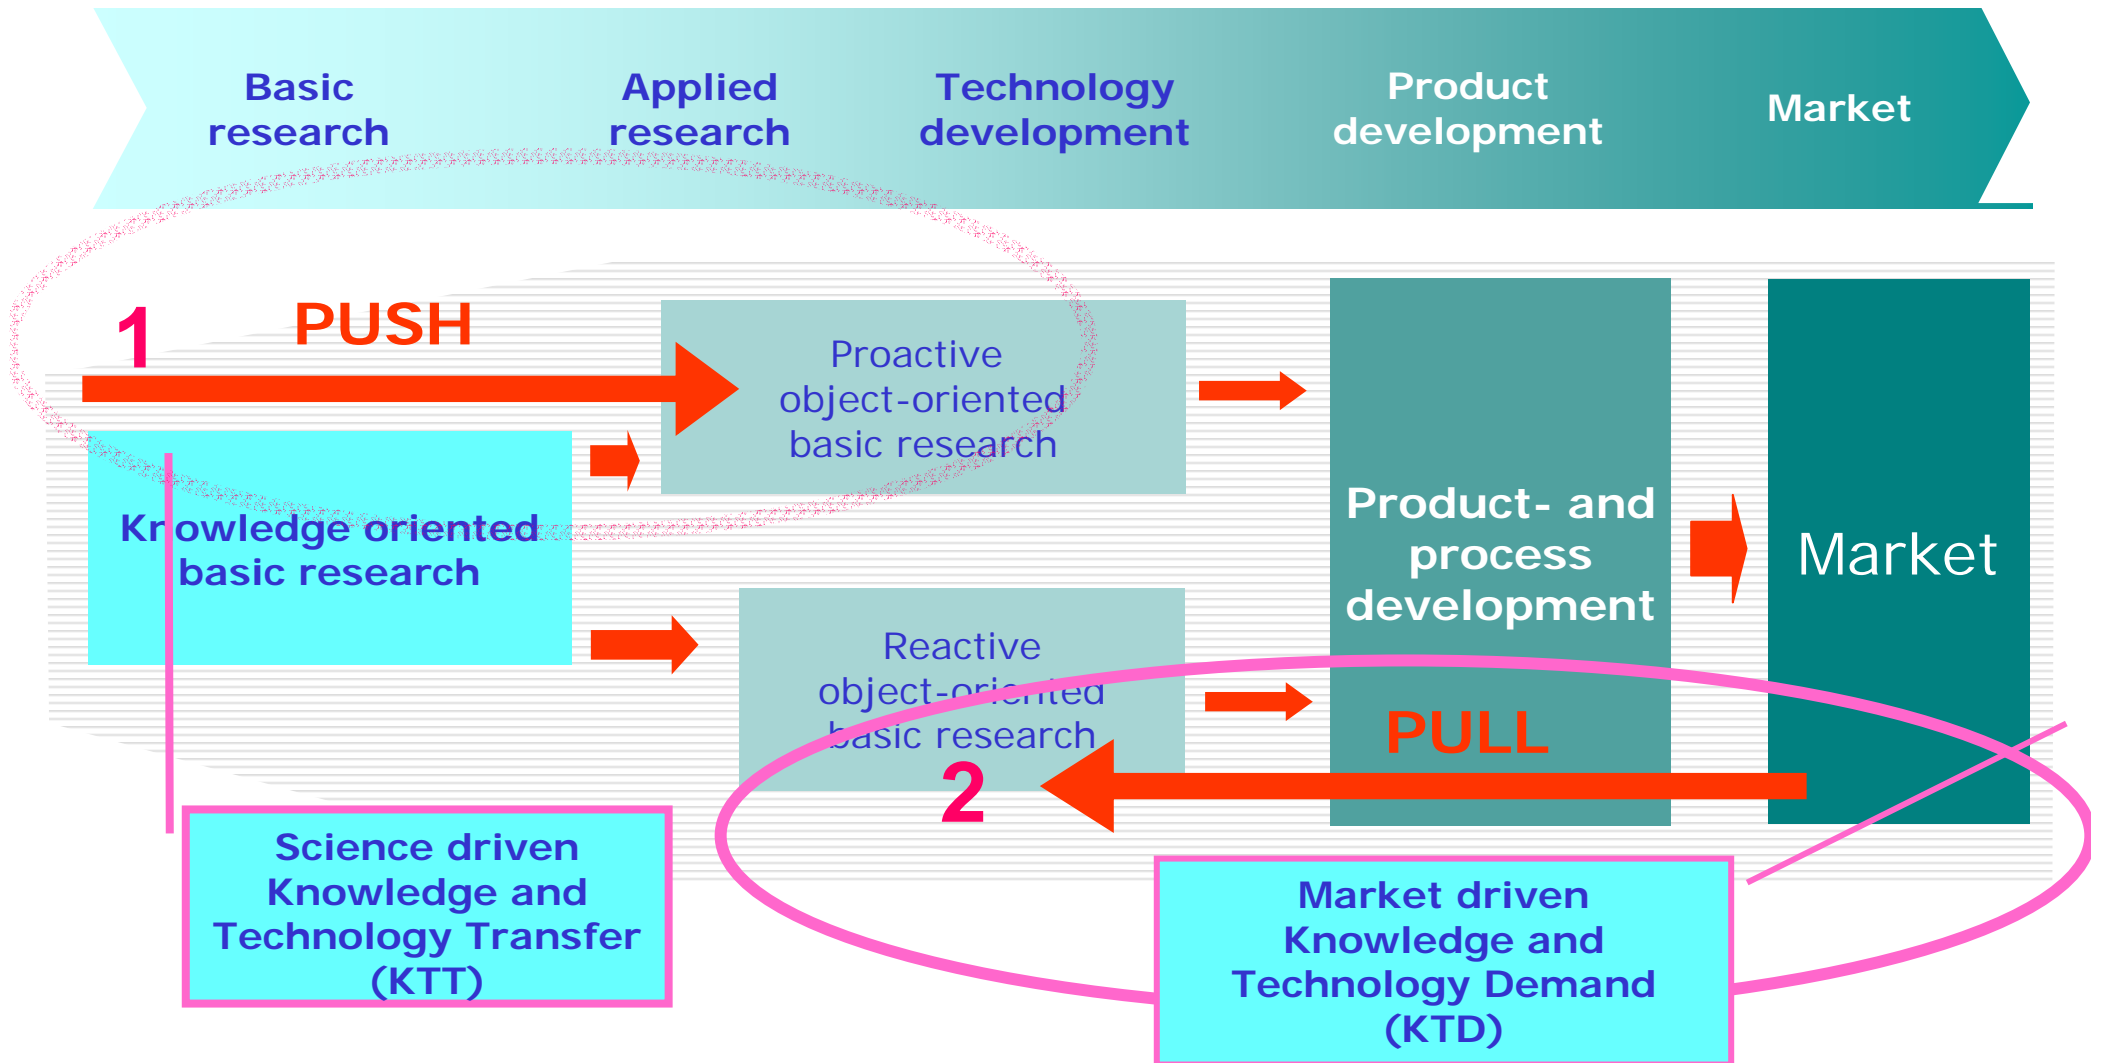 Basic
research
Applied
research
Technology
development
Product
development
Market
1
PUSH
Proactive
object-oriented
basic research
Knowledge oriented
basic research
Product- and
process
development
Market
Reactive
object-oriented
basic research
PULL
2
Science driven
Knowledge and
Technology Transfer
(KTT)
Market driven
Knowledge and
Technology Demand
(KTD)